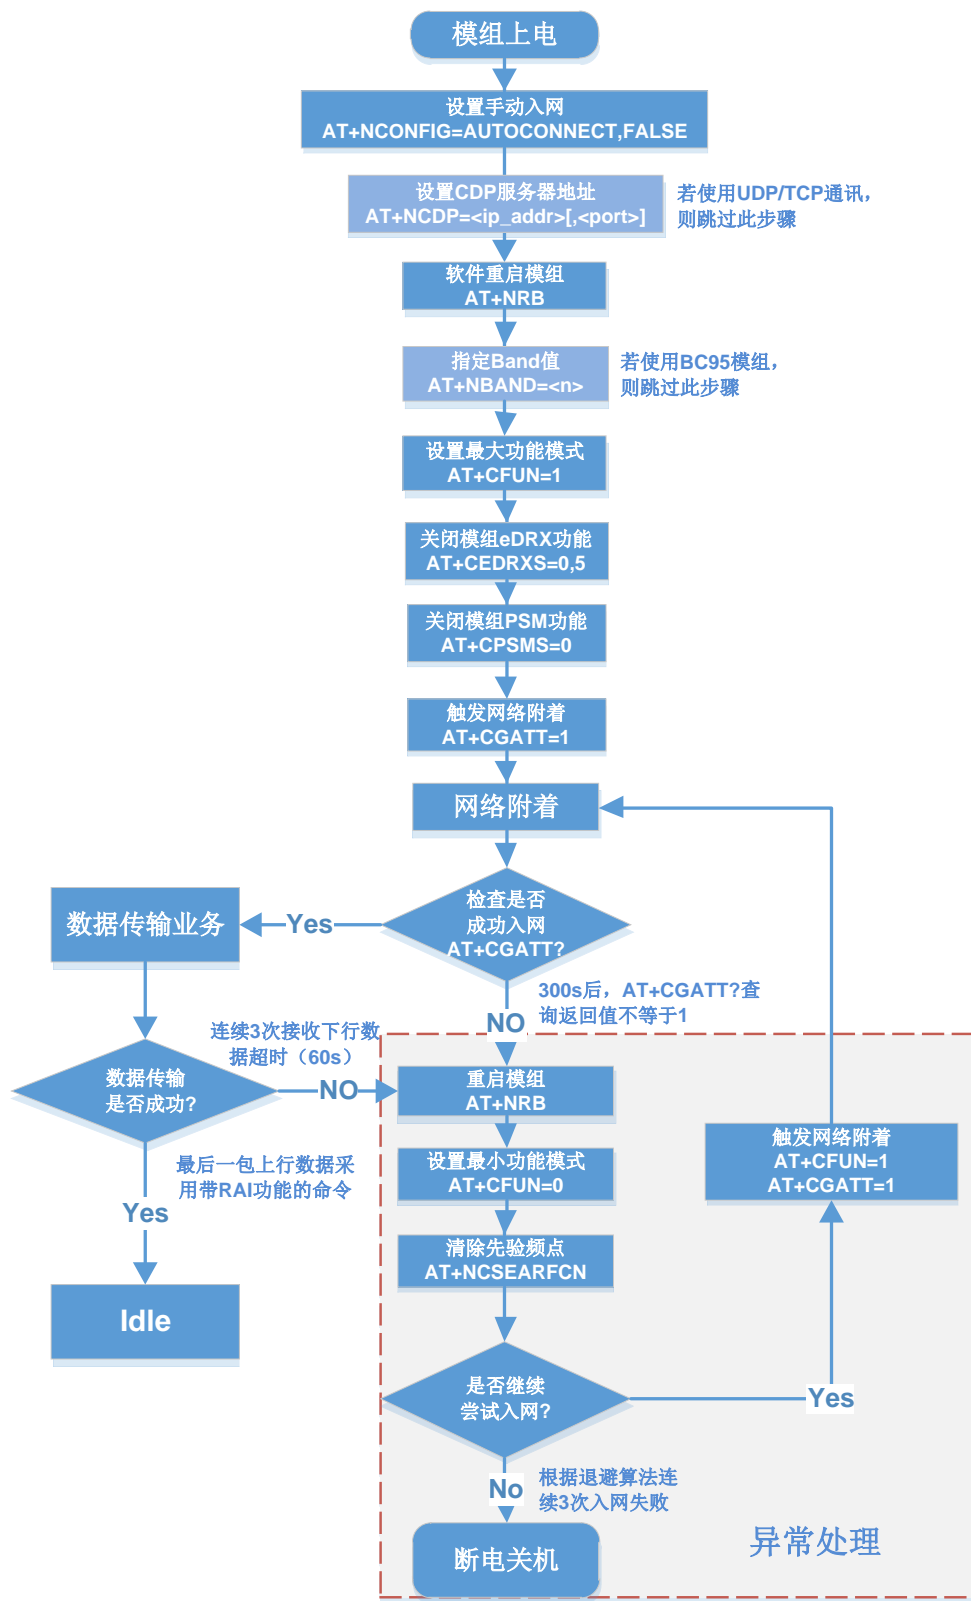 模组上电
设置手动入网
AT+NCONFIG=AUTOCONNECT,FALSE
设置CDP服务器地址
AT+NCDP=<ip_addr>[,<port>]
若使用UDP/TCP通讯，
则跳过此步骤
软件重启模组
AT+NRB
指定Band值
AT+NBAND=<n>
若使用BC95模组，
则跳过此步骤
设置最大功能模式
AT+CFUN=1
关闭模组eDRX功能
AT+CEDRXS=0,5
关闭模组PSM功能
AT+CPSMS=0
触发网络附着
AT+CGATT=1
网络附着
检查是否
成功入网
AT+CGATT?
Yes
数据传输业务
300s后，AT+CGATT?查
询返回值不等于1
NO
连续3次接收下行数
据超时（60s）
数据传输
是否成功?
NO
重启模组
AT+NRB
设置最小功能模式
AT+CFUN=0
清除先验频点
AT+NCSEARFCN
触发网络附着
AT+CFUN=1
AT+CGATT=1
最后一包上行数据采
用带RAI功能的命令
Yes
Idle
是否继续
尝试入网?
Yes
No
根据退避算法连
续3次入网失败
断电关机
异常处理